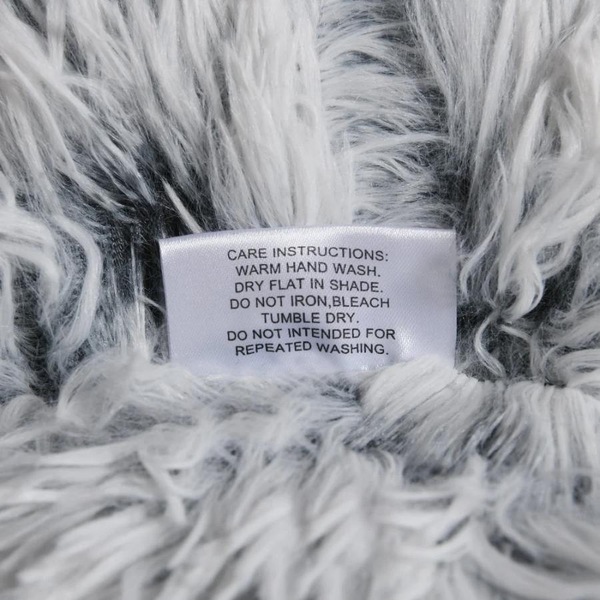 CARE INSTRUCTIONS:
WARM HAND WASH.
DRY FLAT IN SHADE.
DO NOT IRON,BLEACH
TUMBLE DRY.
DO NOT INTENDED FOR
REPEATED WASHING.